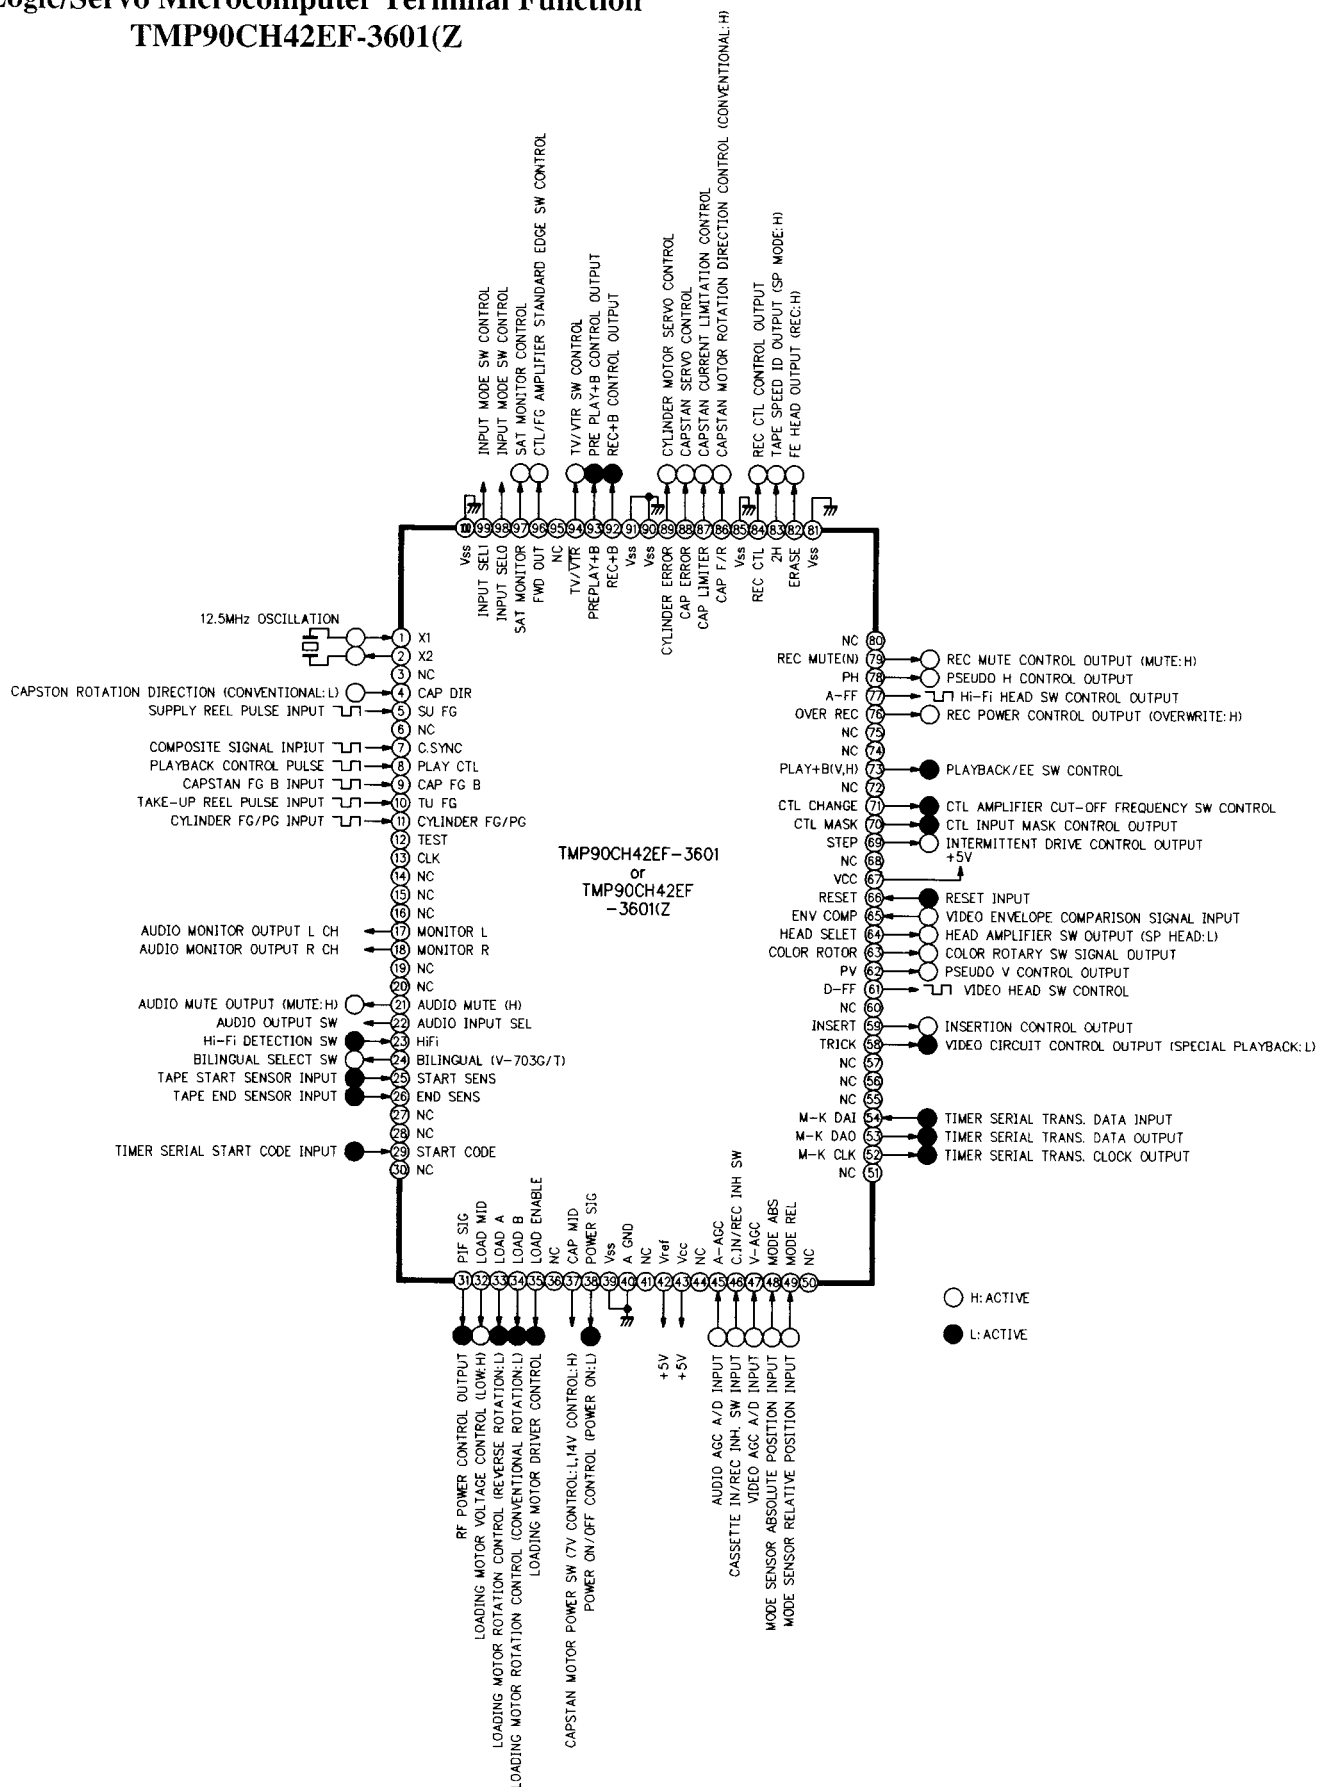 Logic/Servo Microcomputer Terminal Function
TMP90CH42EF-3601(Z
INPUT MODE SW CONTROL
INPUT MODE SW CONTROL
SAT MONITOR CONTROL
CTL/FG AMPLIFIER STANDARD EDGE SW CONTROL
TV/VTR SW CONTROL
PRE PLAY+B CONTROL OUTPUT
REC+B CONTROL OUTPUT
CYLINDER MOTOR SERVO CONTROL
CAPSTAN SERVO CONTROL
CAPSTAN CURRENT LIMITATION CONTROL
CAPSTAN MOTOR ROTATION DIRECTION CONTROL (CONVENTIONAL:H)
REC CTL CONTROL OUTPUT
TAPE SPEED ID OUTPUT (SP MODE:H)
FE HEAD OUTPUT (REC:H)
100 99 98 97 96 95 94 93 92 91 90 89 88 87 86 85 84 83 82 81
Vss
INPUT SEL1
INPUT SEL0
SAT MONITOR
FWD OUT
NC
TV/VTR
PREPLAY+B
REC+B
Vss
Vss
CYLINDER ERROR
CAP ERROR
CAP LIMITER
CAP F/R
Vss
REC CTL
2H
ERASE
Vss
12.5MHz OSCILLATION
1 X1
2 X2
3 NC
CAPSTON ROTATION DIRECTION (CONVENTIONAL:L) 4 CAP DIR
SUPPLY REEL PULSE INPUT 5 SU FG
6 NC
COMPOSITE SIGNAL INPIUT 7 C.SYNC
PLAYBACK CONTROL PULSE 8 PLAY CTL
CAPSTAN FG B INPUT 9 CAP FG B
TAKE-UP REEL PULSE INPUT 10 TU FG
CYLINDER FG/PG INPUT 11 CYLINDER FG/PG
12 TEST
13 CLK
14 NC
15 NC
16 NC
AUDIO MONITOR OUTPUT L CH 17 MONITOR L
AUDIO MONITOR OUTPUT R CH 18 MONITOR R
19 NC
20 NC
AUDIO MUTE OUTPUT (MUTE:H) 21 AUDIO MUTE (H)
AUDIO OUTPUT SW 22 AUDIO INPUT SEL
Hi-Fi DETECTION SW 23 HiFi
BILINGUAL SELECT SW 24 BILINGUAL (V-703G/T)
TAPE START SENSOR INPUT 25 START SENS
TAPE END SENSOR INPUT 26 END SENS
27 NC
28 NC
TIMER SERIAL START CODE INPUT 29 START CODE
30 NC
TMP90CH42EF-3601
or
TMP90CH42EF
-3601(Z
NC 80
REC MUTE(N) 79 REC MUTE CONTROL OUTPUT (MUTE:H)
PH 78 PSEUDO H CONTROL OUTPUT
A-FF 77 Hi-Fi HEAD SW CONTROL OUTPUT
OVER REC 76 REC POWER CONTROL OUTPUT (OVERWRITE:H)
NC 75
NC 74
PLAY+B(V,H) 73 PLAYBACK/EE SW CONTROL
NC 72
CTL CHANGE 71 CTL AMPLIFIER CUT-OFF FREQUENCY SW CONTROL
CTL MASK 70 CTL INPUT MASK CONTROL OUTPUT
STEP 69 INTERMITTENT DRIVE CONTROL OUTPUT
NC 68 +5V
VCC 67
RESET 66 RESET INPUT
ENV COMP 65 VIDEO ENVELOPE COMPARISON SIGNAL INPUT
HEAD SELET 64 HEAD AMPLIFIER SW OUTPUT (SP HEAD:L)
COLOR ROTOR 63 COLOR ROTARY SW SIGNAL OUTPUT
PV 62 PSEUDO V CONTROL OUTPUT
D-FF 61 VIDEO HEAD SW CONTROL
NC 60
INSERT 59 INSERTION CONTROL OUTPUT
TRICK 58 VIDEO CIRCUIT CONTROL OUTPUT (SPECIAL PLAYBACK:L)
NC 57
NC 56
NC 55
M-K DAI 54 TIMER SERIAL TRANS. DATA INPUT
M-K DAO 53 TIMER SERIAL TRANS. DATA OUTPUT
M-K CLK 52 TIMER SERIAL TRANS. CLOCK OUTPUT
NC 51
PIF SIG
LOAD MID
LOAD A
LOAD B
LOAD ENABLE
NC
CAP MID
POWER SIG
Vss
A GND
NC
Vref
Vcc
NC
A-AGC
C.IN/REC INH SW
V-AGC
MODE ABS
MODE REL
NC
31 32 33 34 35 36 37 38 39 40 41 42 43 44 45 46 47 48 49 50
RF POWER CONTROL OUTPUT
LOADING MOTOR VOLTAGE CONTROL (LOW:H)
LOADING MOTOR ROTATION CONTROL (REVERSE ROTATION:L)
LOADING MOTOR ROTATION CONTROL (CONVENTIONAL ROTATION:L)
LOADING MOTOR DRIVER CONTROL
CAPSTAN MOTOR POWER SW (7V CONTROL:L,14V CONTROL:H)
POWER ON/OFF CONTROL (POWER ON:L)
+5V
+5V
AUDIO AGC A/D INPUT
CASSETTE IN/REC INH. SW INPUT
VIDEO AGC A/D INPUT
MODE SENSOR ABSOLUTE POSITION INPUT
MODE SENSOR RELATIVE POSITION INPUT
H:ACTIVE
L:ACTIVE